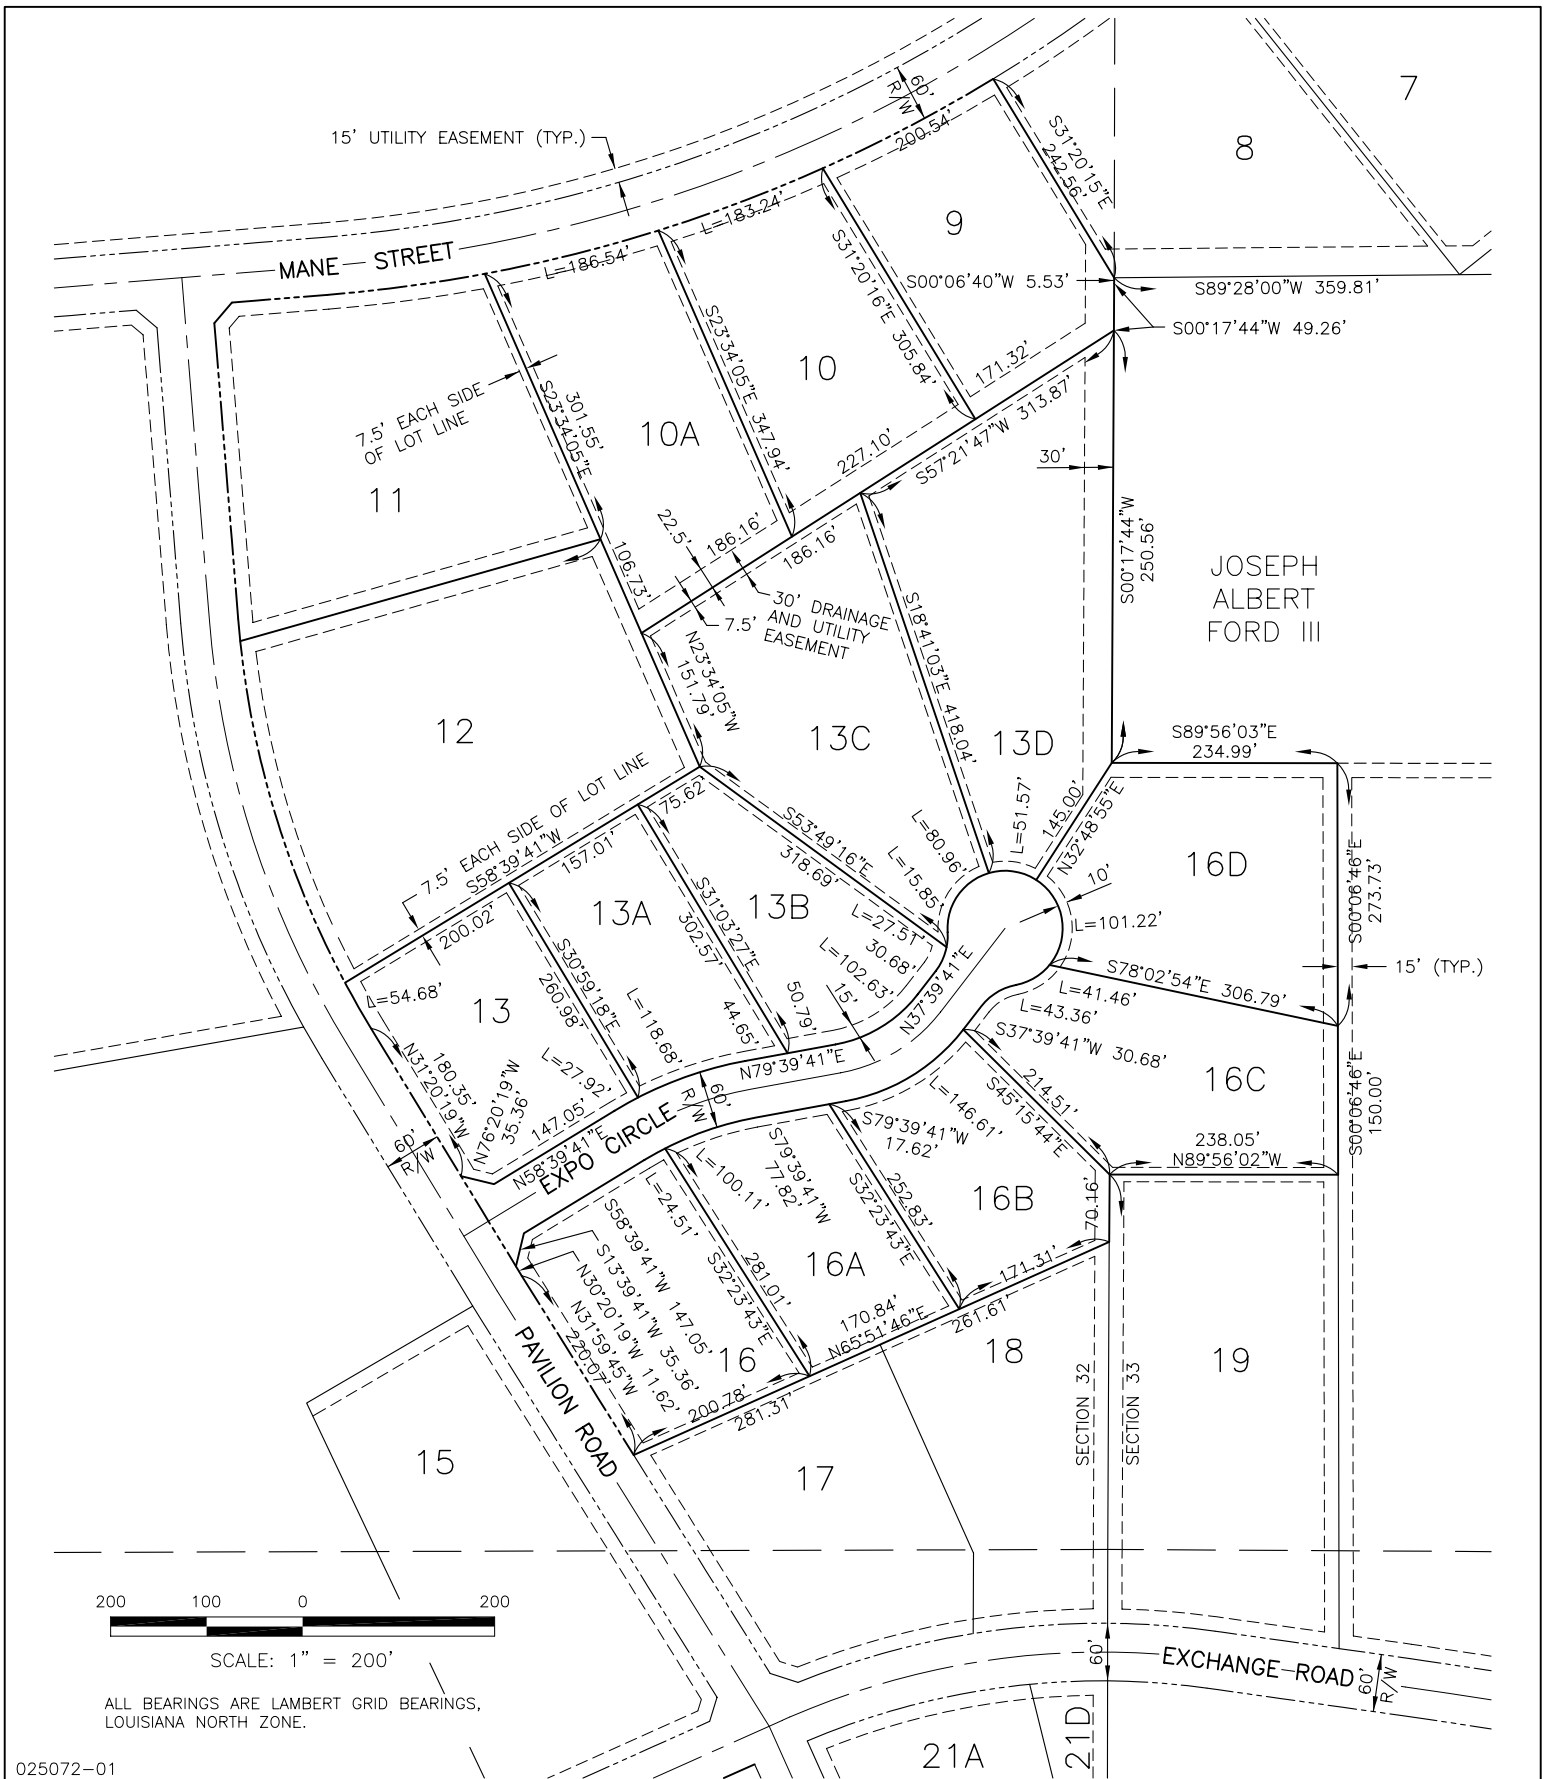 7
60'
R/W
15' UTILITY EASEMENT (TYP.)
200.54'
S31°20'15"E
242.56'
8
L=183.24'
9
MANE STREET
L=186.54'
S31°20'16"E 305.84'
S00°06'40"W 5.53'
S89°28'00"W 359.81'
S00°17'44"W 49.26'
S23°34'05"E 347.94'
10
171.32'
7.5' EACH SIDE
OF LOT LINE
301.55'
S23°34'05"E
10A
227.10'
S57°21'47"W 313.87'
30'
11
22.5'
186.16'
186.16'
S00°17'44"W
250.56'
JOSEPH
ALBERT
FORD III
106.73'
30' DRAINAGE
AND UTILITY
EASEMENT
7.5'
S18°41'03"E 418.04'
N23°34'05"W
151.79'
12
13C
13D
S89°56'03"E
234.99'
7.5' EACH SIDE OF LOT LINE
S58°39'41"W
75.62'
157.01'
S53°49'16"E
318.69'
L=80.96'
L=51.57'
145.00'
N32°48'55"E
L=15.85'
16D
10'
S00°06'46"E
273.73'
13A
13B
S31°03'27"E
302.57'
L=27.51'
30.68'
L=102.63'
L=101.22'
200.02'
S30°59'18"E
260.98'
N37°39'41"E
S78°02'54"E 306.79'
15' (TYP.)
L=54.68'
13
L=118.68'
50.79'
15'
44.65'
L=41.46'
L=43.36'
S37°39'41"W 30.68'
180.35'
N31°20'19"W
N76°20'19"W
35.36'
L=27.92'
147.05'
N58°39'41"E
N79°39'41"E
16C
214.51'
S45°15'44"E
S00°06'46"E
150.00'
60'
R/W
EXPO CIRCLE
60'
R/W
L=146.61'
S79°39'41"W
17.62'
238.05'
N89°56'02"W
L=100.11'
S79°39'41"W
77.82'
252.83'
S32°23'43"E
16B
70.16'
S58°39'41"W 147.05'
L=24.51'
S13°39'41"W 35.36'
N30°20'19"W 11.62'
N31°59'45"W
220.07'
281.01'
S32°23'43"E
16A
171.31'
16
170.84'
N65°51'46"E
261.61'
PAVILION ROAD
200.78'
281.31'
18
SECTION 32
SECTION 33
19
15
17
200 100 0 200
SCALE: 1" = 200'
ALL BEARINGS ARE LAMBERT GRID BEARINGS,
LOUISIANA NORTH ZONE.
60'
EXCHANGE ROAD
60'
R/W
21A
21D
025072-01